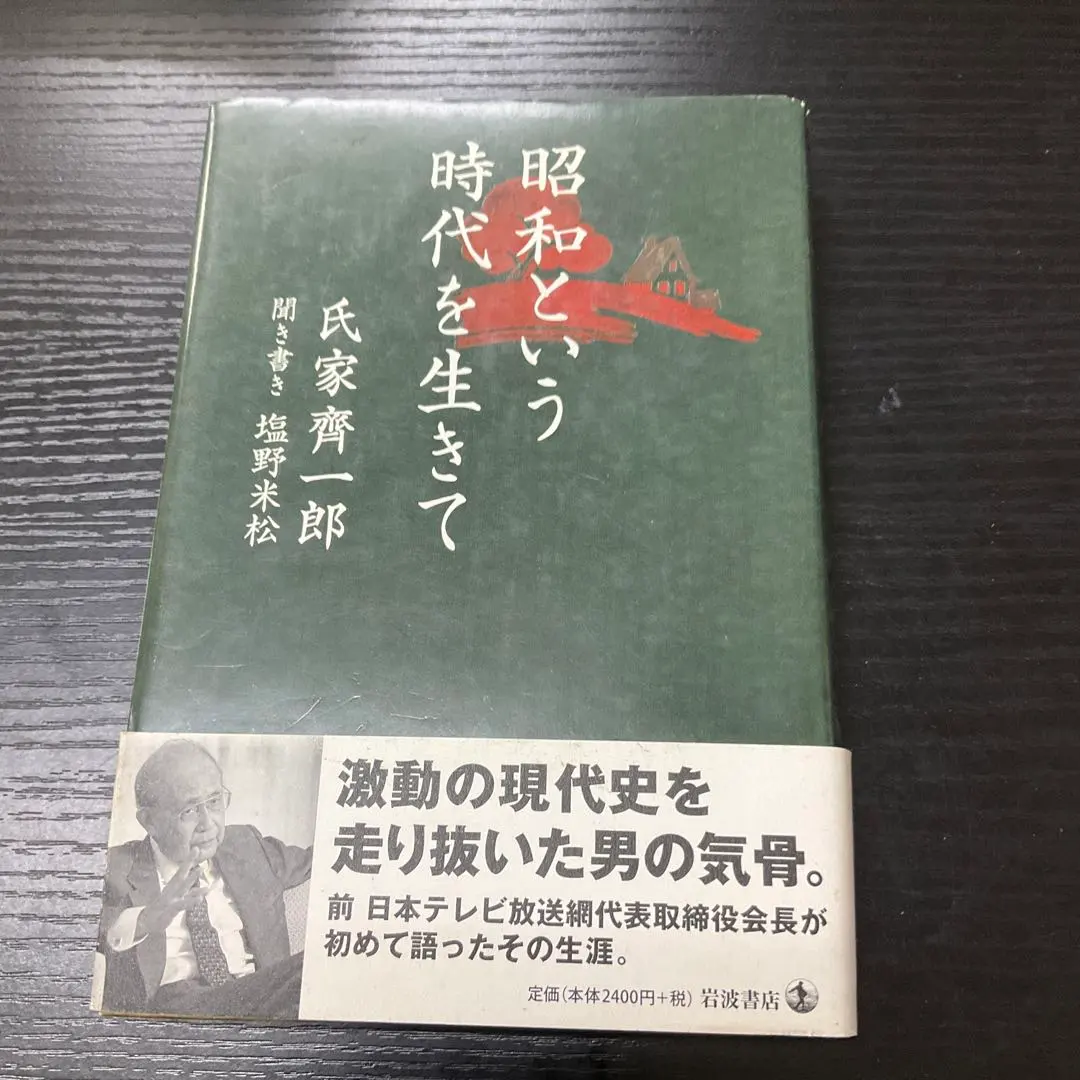 昭和という
時代を生きて
氏家齊一郎
聞き書き 塩野米松
激動の現代史を
走り抜いた男の気骨。
前 日本テレビ放送網代表取締役会長が
初めて語ったその生涯。
定価(本体2400円+税) 岩波書店